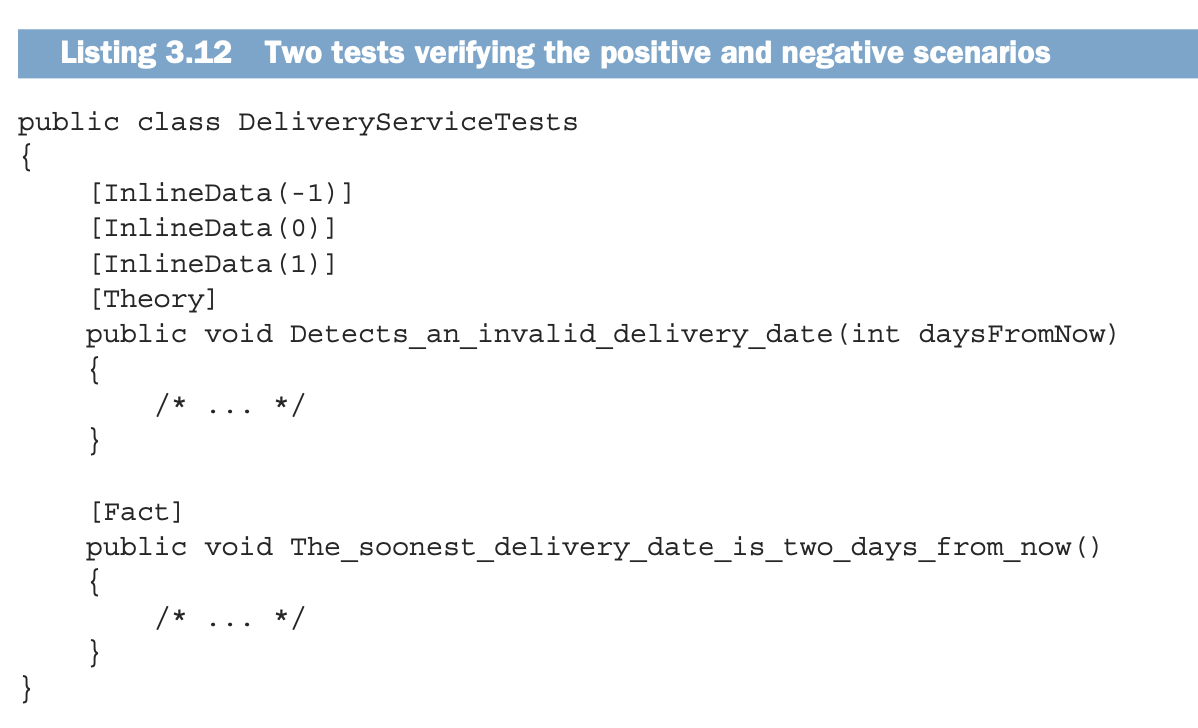 Listing 3.12 Two tests verifying the positive and negative scenarios
public class DeliveryServiceTests
{
[InlineData(-1)]
[InlineData(0)]
[InlineData(1)]
[Theory]
public void Detects_an_invalid_delivery_date(int daysFromNow)
{
/* ... */
}
[Fact]
public void The_soonest_delivery_date_is_two_days_from_now()
{
/* ... */
}
}